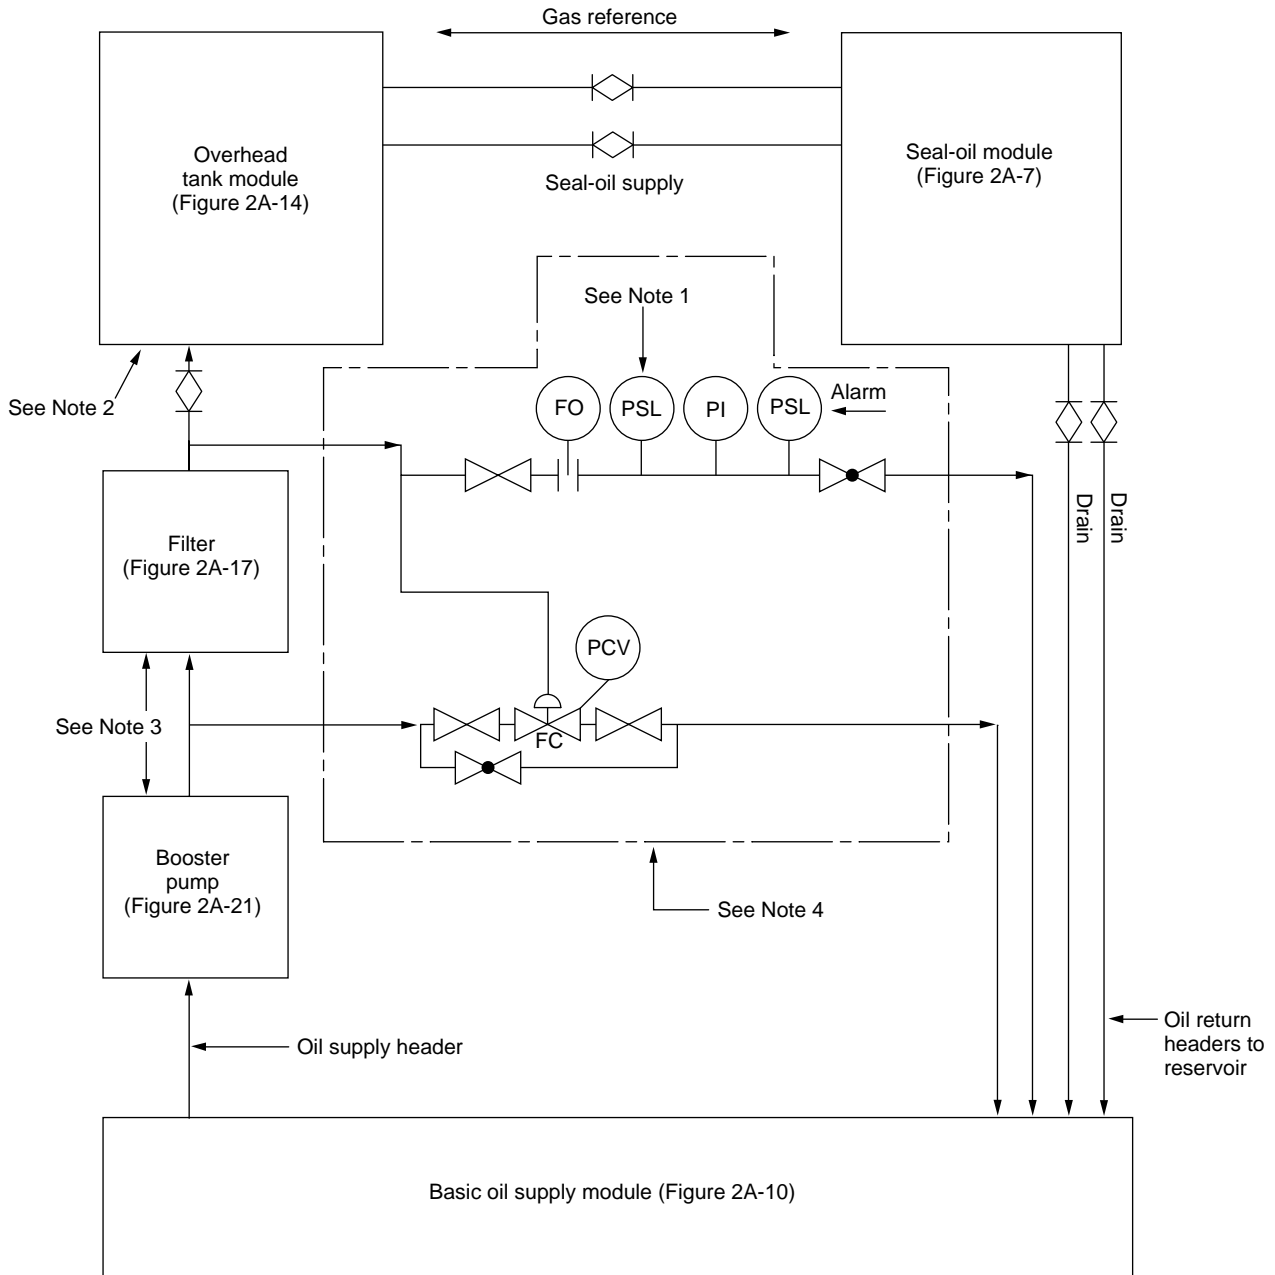 Gas reference
Overhead
tank module
(Figure 2A-14)
Seal-oil module
(Figure 2A-7)
Seal-oil supply
See Note 1
See Note 2
FO
PSL
PI
PSL
Alarm
Drain
Drain
Filter
(Figure 2A-17)
PCV
See Note 3
FC
Booster
pump
(Figure 2A-21)
See Note 4
Oil supply header
Oil return
headers to
reservoir
Basic oil supply module (Figure 2A-10)